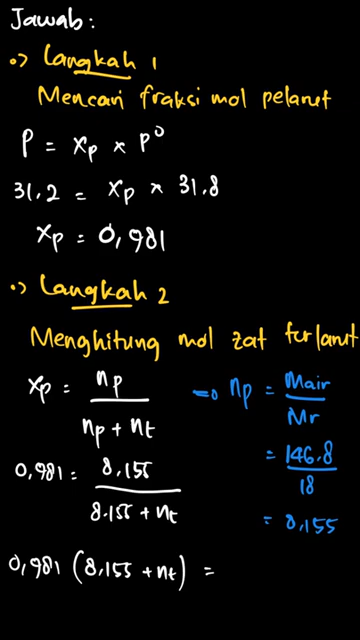 Jawab:
•) Langkah 1
Mencari fraksi mol pelarut
P = xp × P°
31.2 = xp × 31.8
xp = 0,981
•) Langkah 2
Menghitung mol zat terlarut
xp = np / (np + nt) → np = Mair / Mr
0,981 = 8,155 / (8.155 + nt) = 146.8 / 18
= 8,155
0,981 (8,155 + nt) =